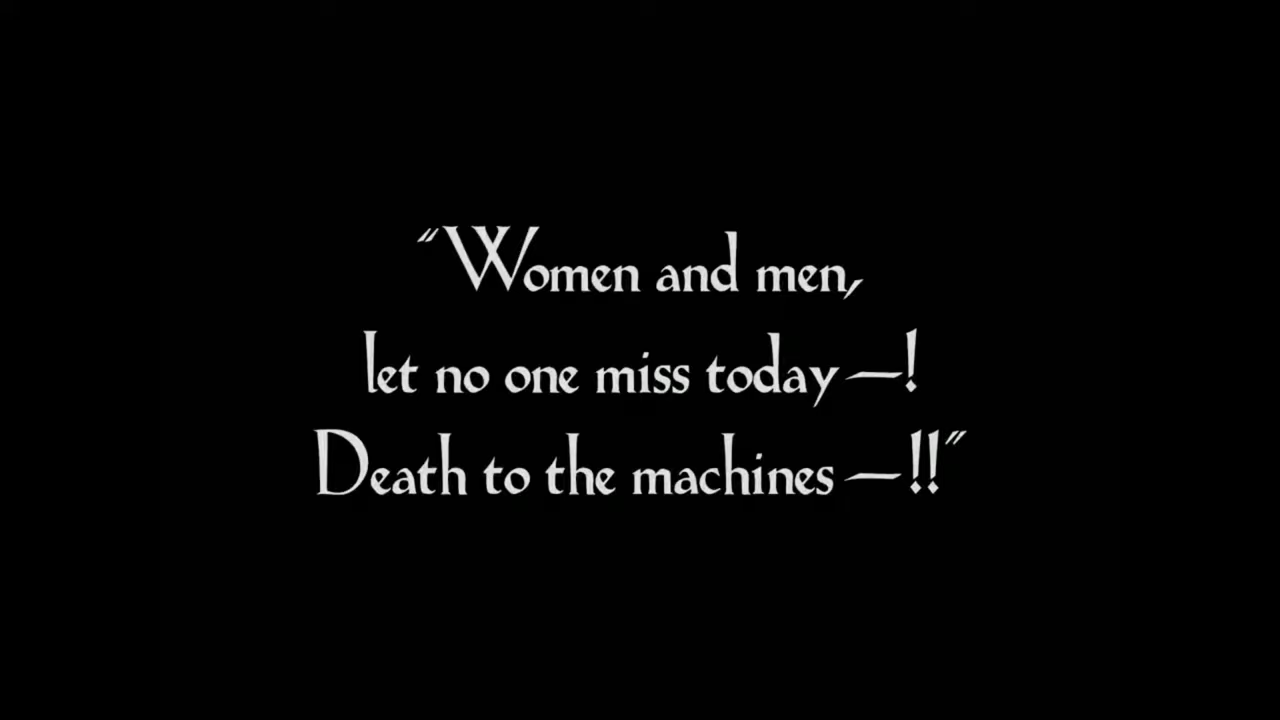 "Women and men,
let no one miss today—!
Death to the machines—!!"